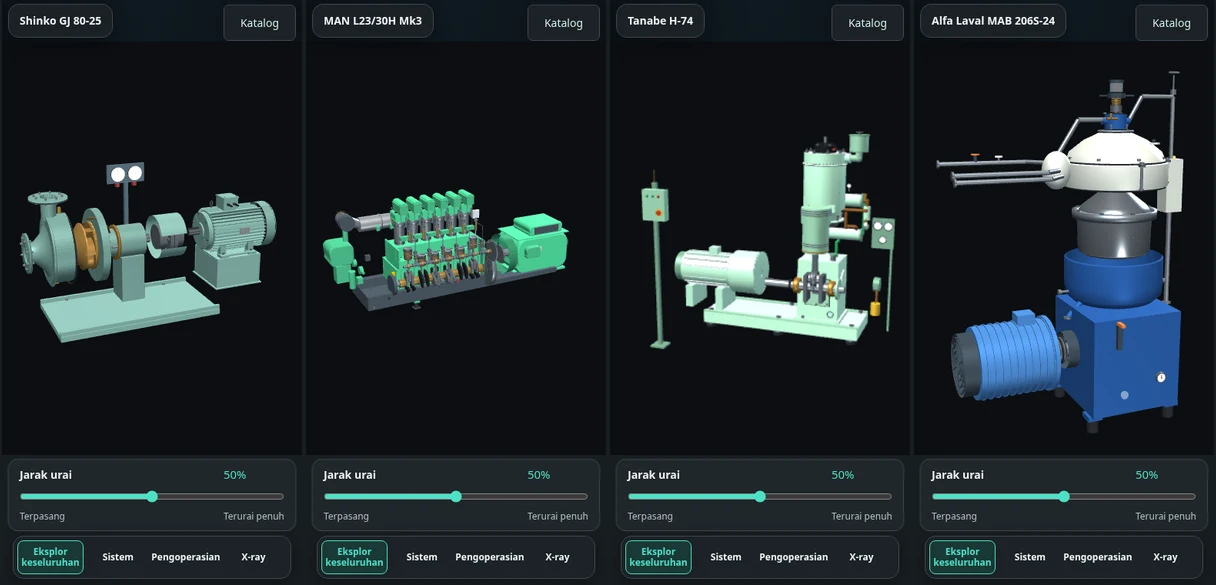 Shinko GJ 80-25
Katalog
MAN L23/30H Mk3
Katalog
Tanabe H-74
Katalog
Alfa Laval MAB 206S-24
Katalog
Jarak urai 50%
Terpasang Terurai penuh
Jarak urai 50%
Terpasang Terurai penuh
Jarak urai 50%
Terpasang Terurai penuh
Jarak urai 50%
Terpasang Terurai penuh
Eksplor
keseluruhan
Sistem
Pengoperasian
X-ray
Eksplor
keseluruhan
Sistem
Pengoperasian
X-ray
Eksplor
keseluruhan
Sistem
Pengoperasian
X-ray
Eksplor
keseluruhan
Sistem
Pengoperasian
X-ray